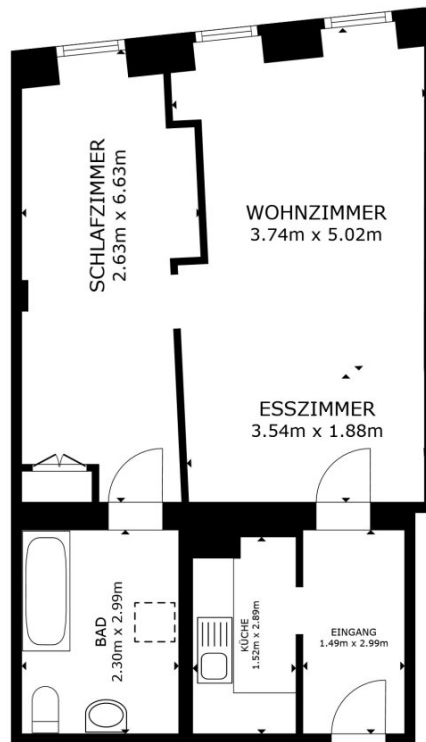 SCHLAFZIMMER
2.63m x 6.63m
WOHNZIMMER
3.74m x 5.02m
ESSZIMMER
3.54m x 1.88m
BAD
2.30m x 2.99m
KÜCHE
1.52m x 2.89m
EINGANG
1.49m x 2.99m